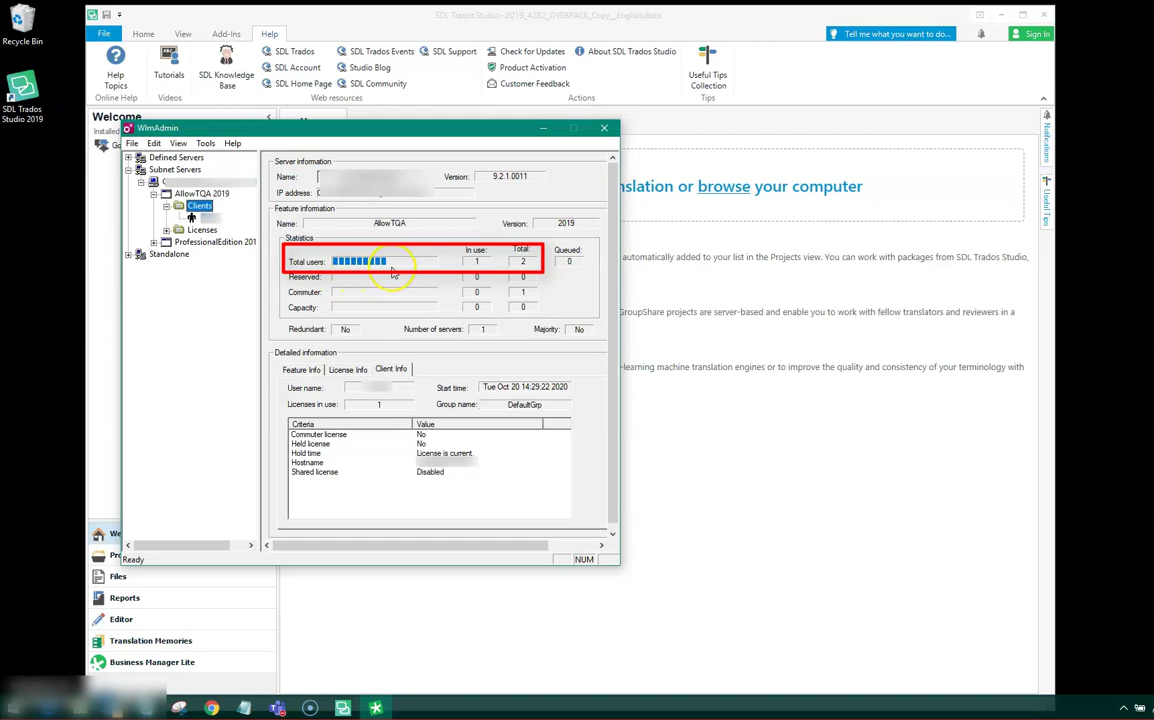 Recycle Bin
SDL Trados
Studio 2019
SDL Trados Studio - 2019_4282_OVERPACK_Copy__English.docx
File Home View Add-Ins Help
Tell me what you want to do...
Sign In
Help
Topics
Tutorials
SDL Knowledge
Base
SDL Trados
SDL Account
SDL Home Page
SDL Trados Events
Studio Blog
SDL Community
SDL Support
Check for Updates
Product Activation
Customer Feedback
About SDL Trados Studio
Useful Tips
Collection
Online Help Videos Web resources Actions Tips
Welcome
Notifications
Useful Tips
WlmAdmin
File Edit View Tools Help
Defined Servers
Subnet Servers
AllowTQA 2019
Clients
Licenses
ProfessionalEdition 201
Standalone
Server information
Name: Version: 9.2.1.0011
IP address:
Feature information
Name: AllowTQA Version: 2019
Statistics
In use: Total: Queued:
Total users: 1 2 0
Reserved: 0 0
Commuter: 0 1
Capacity: 0 0
Redundant: No Number of servers: 1 Majority: No
Detailed information
Feature Info License Info Client Info
User name: Start time: Tue Oct 20 14:29:22 2020
Licenses in use: 1 Group name: DefaultGrp
Criteria Value
Commuter license No
Held license No
Hold time License is current.
Hostname
Shared license Disabled
Ready NUM
or browse your computer
automatically added to your list in the Projects view. You can work with packages from SDL Trados Studio,
GroupShare projects are server-based and enable you to work with fellow translators and reviewers in a
-learning machine translation engines or to improve the quality and consistency of your terminology with
Files
Reports
Editor
Translation Memories
Business Manager Lite